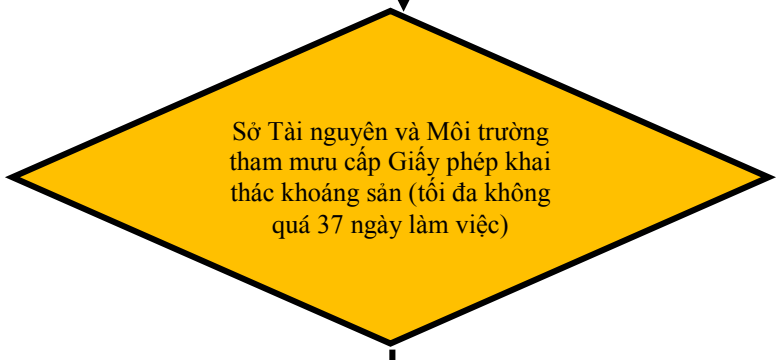 Sở Tài nguyên và Môi trường
tham mưu cấp Giấy phép khai
thác khoáng sản (tối đa không
quá 37 ngày làm việc)